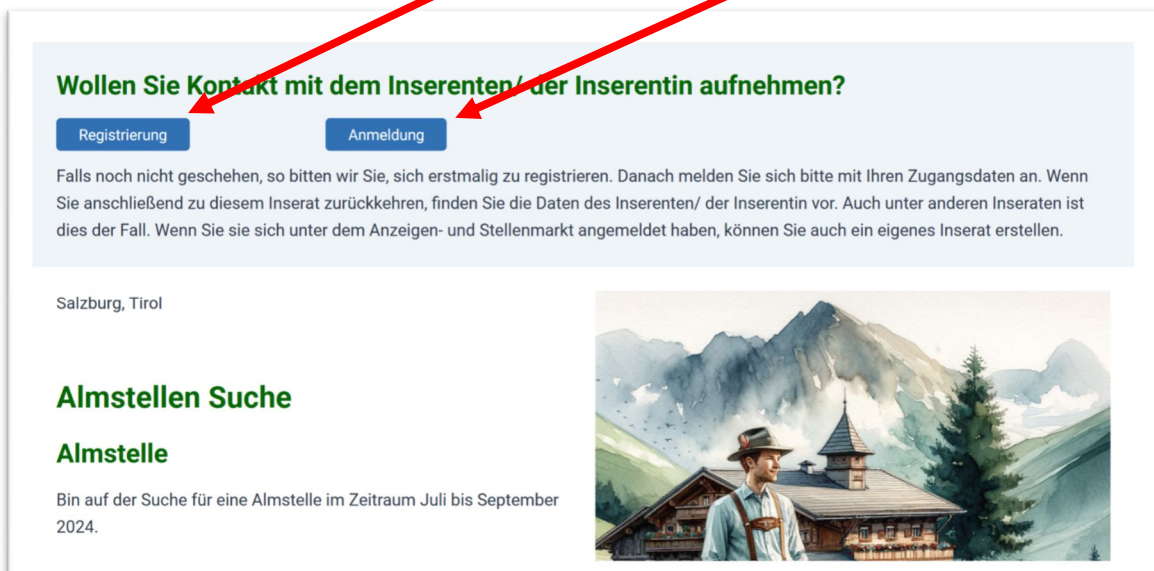 Wollen Sie Kontakt mit dem Inserenten/ der Inserentin aufnehmen?
Registrierung
Anmeldung
Falls noch nicht geschehen, so bitten wir Sie, sich erstmalig zu registrieren. Danach melden Sie sich bitte mit Ihren Zugangsdaten an. Wenn
Sie anschließend zu diesem Inserat zurückkehren, finden Sie die Daten des Inserenten/ der Inserentin vor. Auch unter anderen Inseraten ist
dies der Fall. Wenn Sie sie sich unter dem Anzeigen- und Stellenmarkt angemeldet haben, können Sie auch ein eigenes Inserat erstellen.
Salzburg, Tirol
Almstellen Suche
Almstelle
Bin auf der Suche für eine Almstelle im Zeitraum Juli bis September
2024.